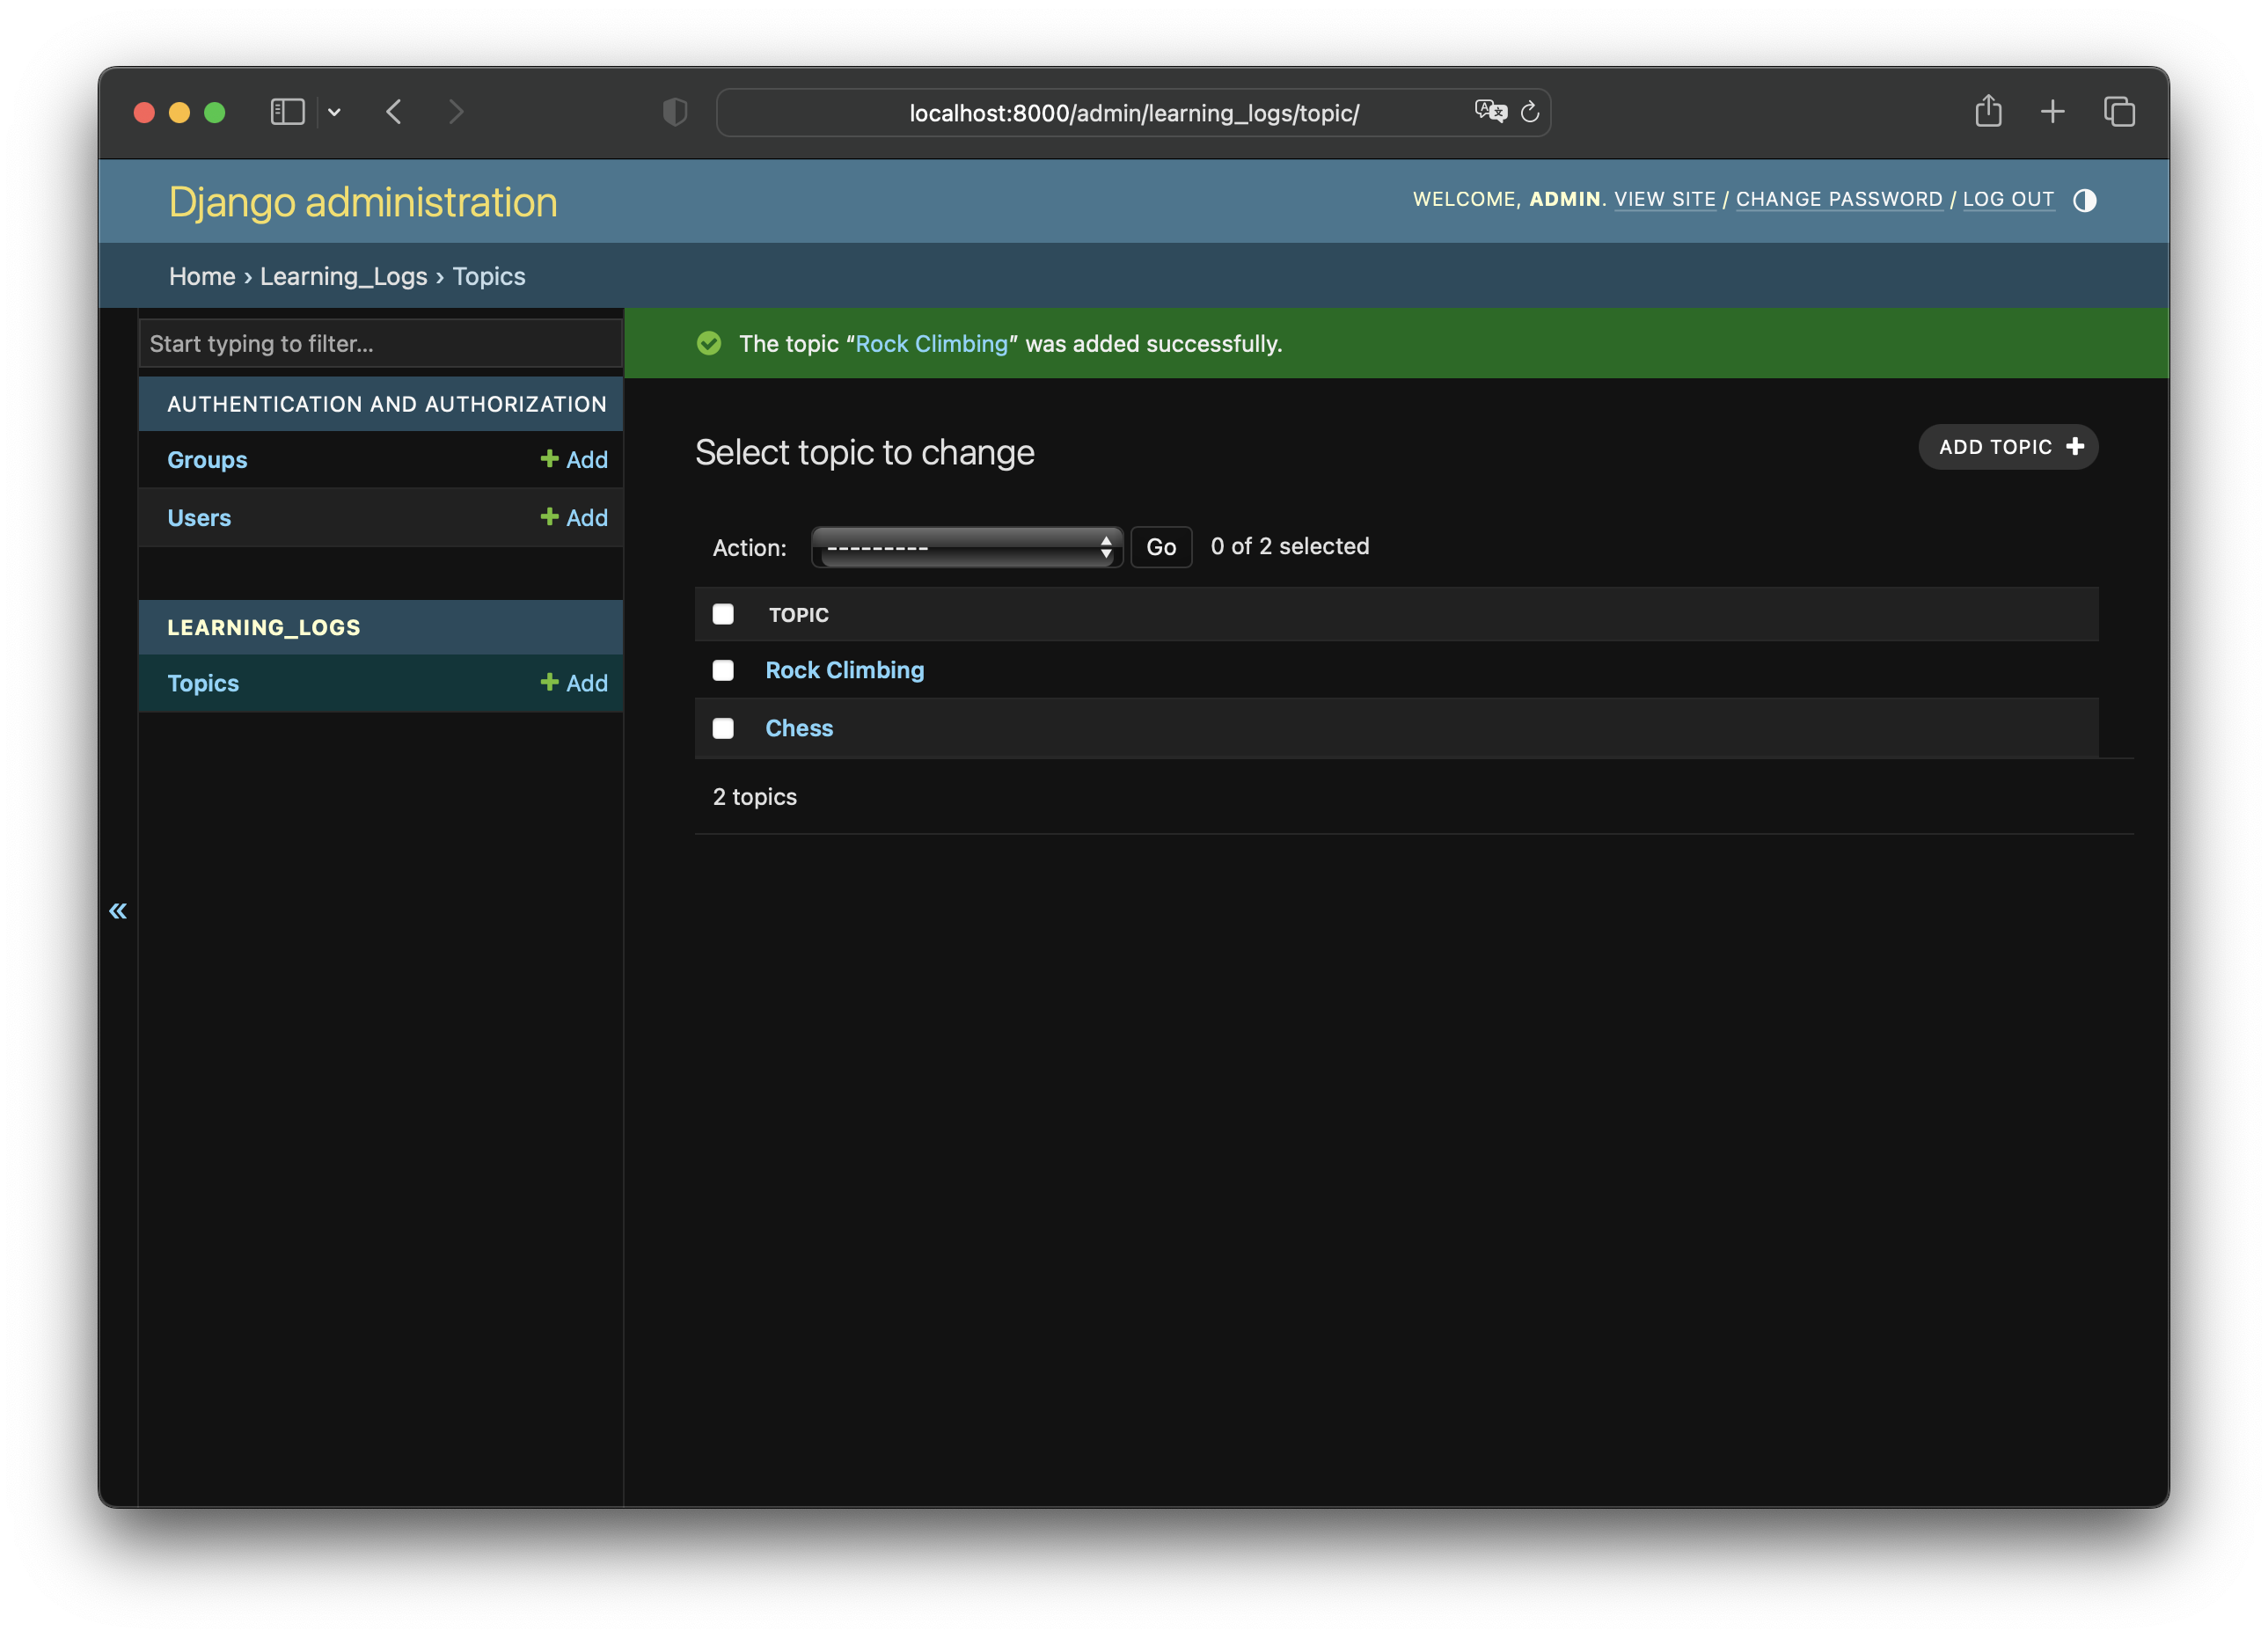 localhost:8000/admin/learning_logs/topic/
Django administration
WELCOME, ADMIN. VIEW SITE / CHANGE PASSWORD / LOG OUT
Home › Learning_Logs › Topics
Start typing to filter...
AUTHENTICATION AND AUTHORIZATION
Groups + Add
Users + Add
LEARNING_LOGS
Topics + Add
«
The topic “Rock Climbing” was added successfully.
Select topic to change
ADD TOPIC +
Action: --------- Go 0 of 2 selected
TOPIC
Rock Climbing
Chess
2 topics